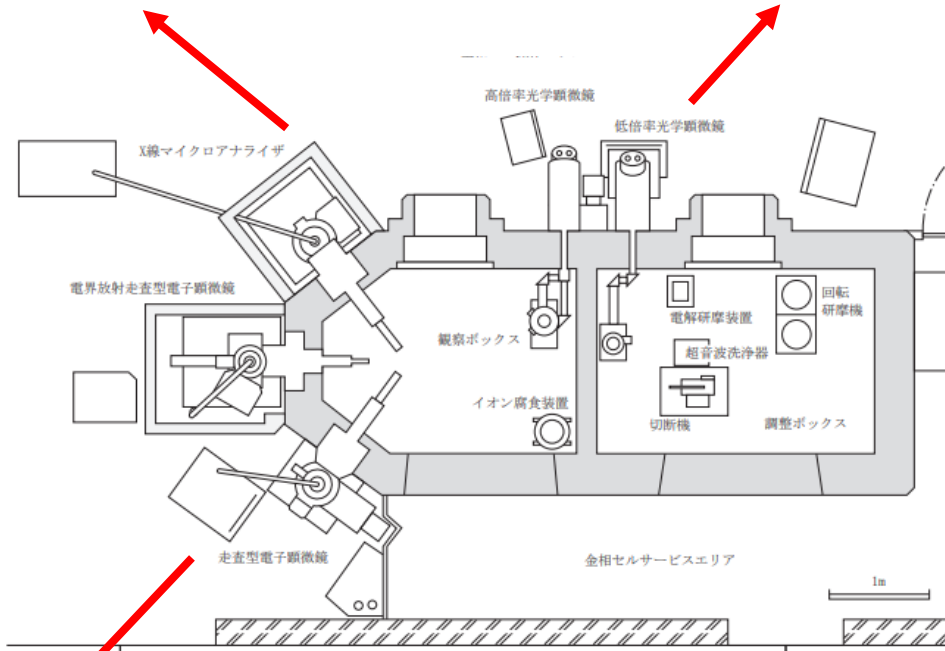 高倍率光学顕微鏡
低倍率光学顕微鏡
X線マイクロアナライザ
電界放射走査型電子顕微鏡
電解研摩装置
回転
研摩機
観察ボックス
超音波洗浄器
イオン腐食装置
切断機
調整ボックス
走査型電子顕微鏡
金相セルサービスエリア
1m